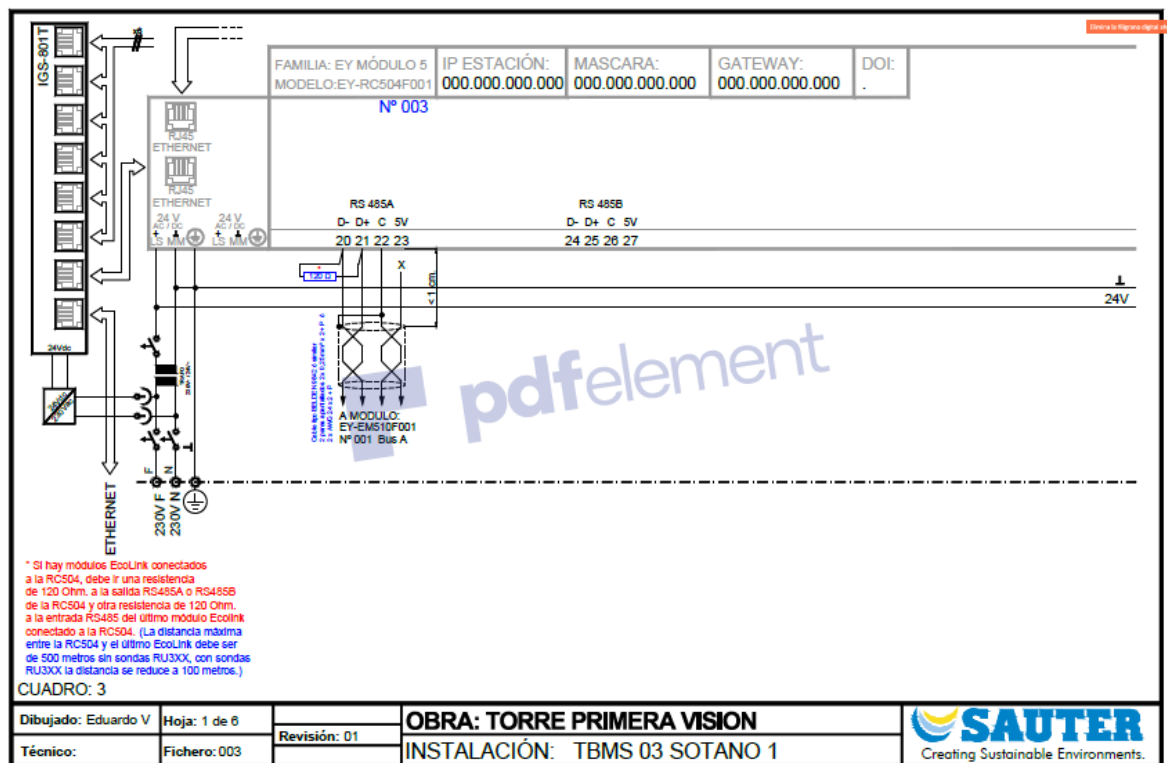 IGS-801T
FAMILIA: EY MÓDULO 5
MODELO:EY-RC504F001
IP ESTACIÓN:
000.000.000.000
MASCARA:
000.000.000.000
GATEWAY:
000.000.000.000
DOI:
.
Nº 003
RJ45
ETHERNET
RJ45
ETHERNET
24 V
AC / DC
LS MM
24 V
AC / DC
LS MM
RS 485A
D- D+ C 5V
20 21 22 23
RS 485B
D- D+ C 5V
24 25 26 27
*
120 Ω
X
< 1 cm.
24V
24Vdc
A MODULO:
EY-EM510F001
Nº 001 Bus A
pdfelement
F
N
230V F
230V N
ETHERNET
* Si hay módulos EcoLink conectados
a la RC504, debe ir una resistencia
de 120 Ohm. a la salida RS485A o RS485B
de la RC504 y otra resistencia de 120 Ohm.
a la entrada RS485 del último módulo Ecolink
conectado a la RC504. (La distancia máxima
entre la RC504 y el último EcoLink debe ser
de 500 metros sin sondas RU3XX, con sondas
RU3XX la distancia se reduce a 100 metros.)
CUADRO: 3
Dibujado: Eduardo V
Hoja: 1 de 6
Técnico:
Fichero: 003
Revisión: 01
OBRA: TORRE PRIMERA VISION
INSTALACIÓN: TBMS 03 SOTANO 1
SAUTER
Creating Sustainable Environments.